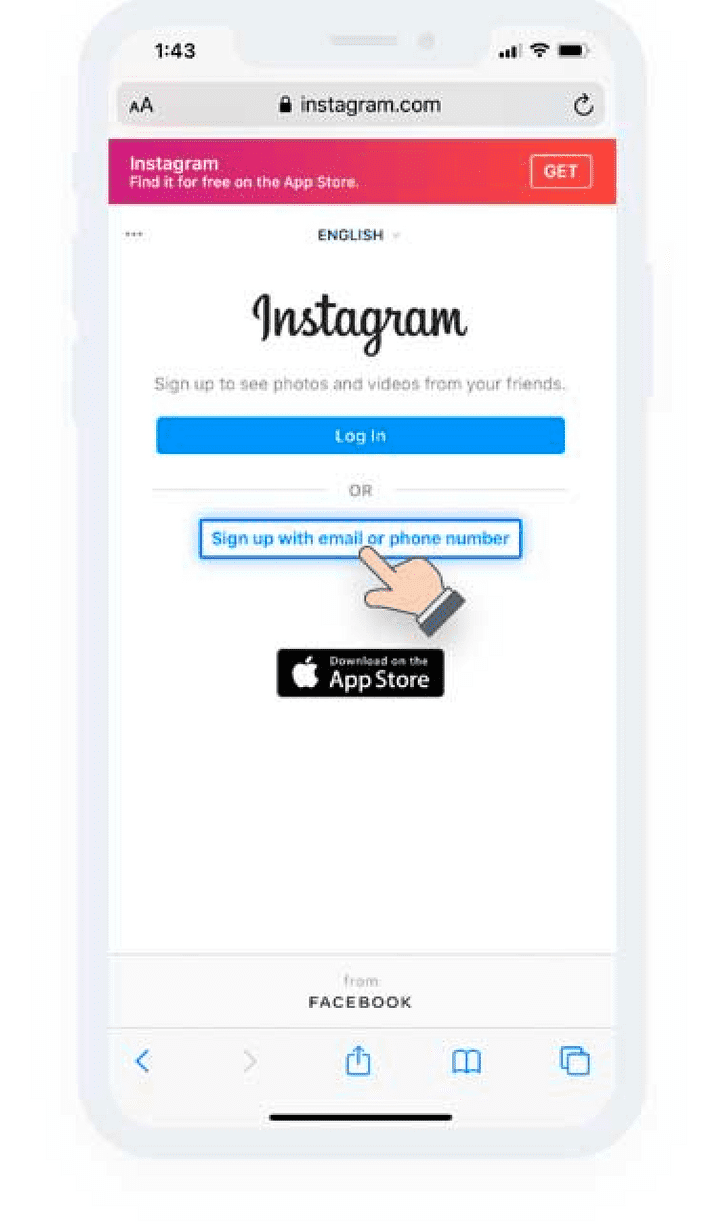 1:43
AA instagram.com
Instagram
Find it for free on the App Store.
GET
ENGLISH
Instagram
Sign up to see photos and videos from your friends.
Log In
OR
Sign up with email or phone number
Download on the
App Store
from
FACEBOOK